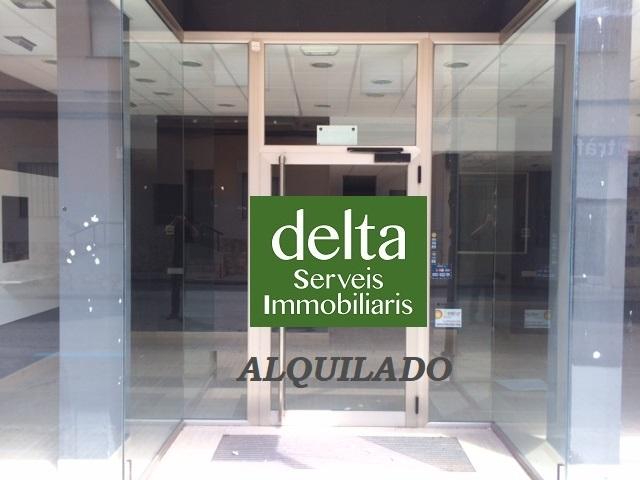 delta
Serveis
Immobiliaris
ALQUILADO